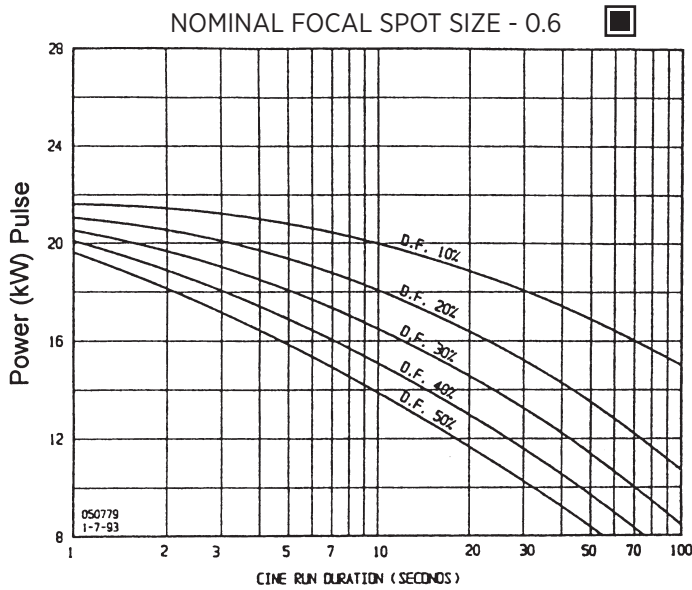 NOMINAL FOCAL SPOT SIZE - 0.6
28
24
20
16
12
8
Power (kW) Pulse
D.F. 10%
D.F. 20%
D.F. 30%
D.F. 40%
D.F. 50%
050779
1-7-93
1 2 3 5 7 10 20 30 50 70 100
CINE RUN DURATION (SECONDS)